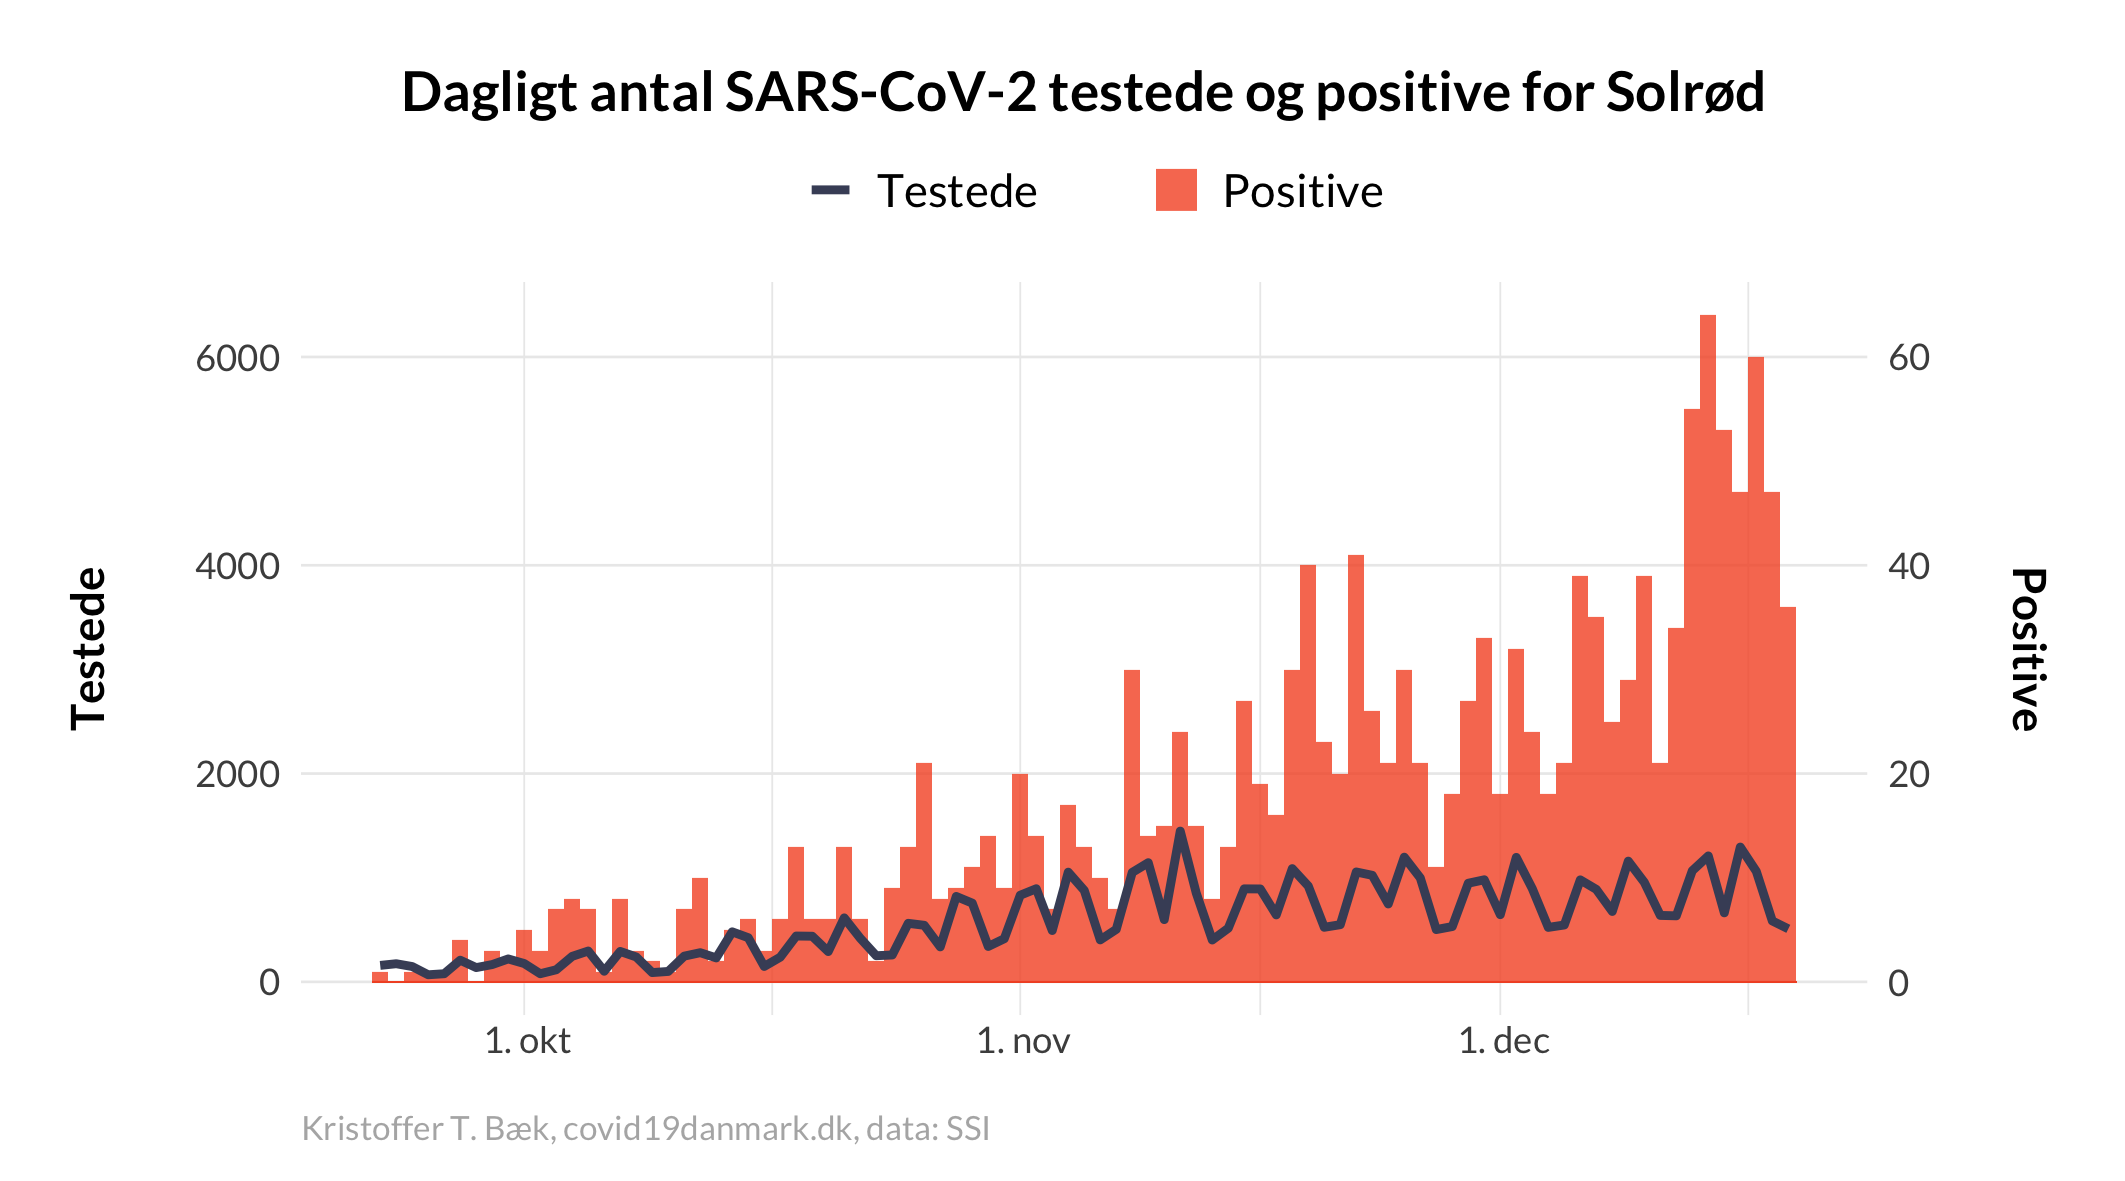 Dagligt antal SARS-CoV-2 testede og positive for Solrød
Testede
Positive
6000
4000
2000
0
Testede
60
40
20
0
Positive
1. okt
1. nov
1. dec
Kristoffer T. Bæk, covid19danmark.dk, data: SSI